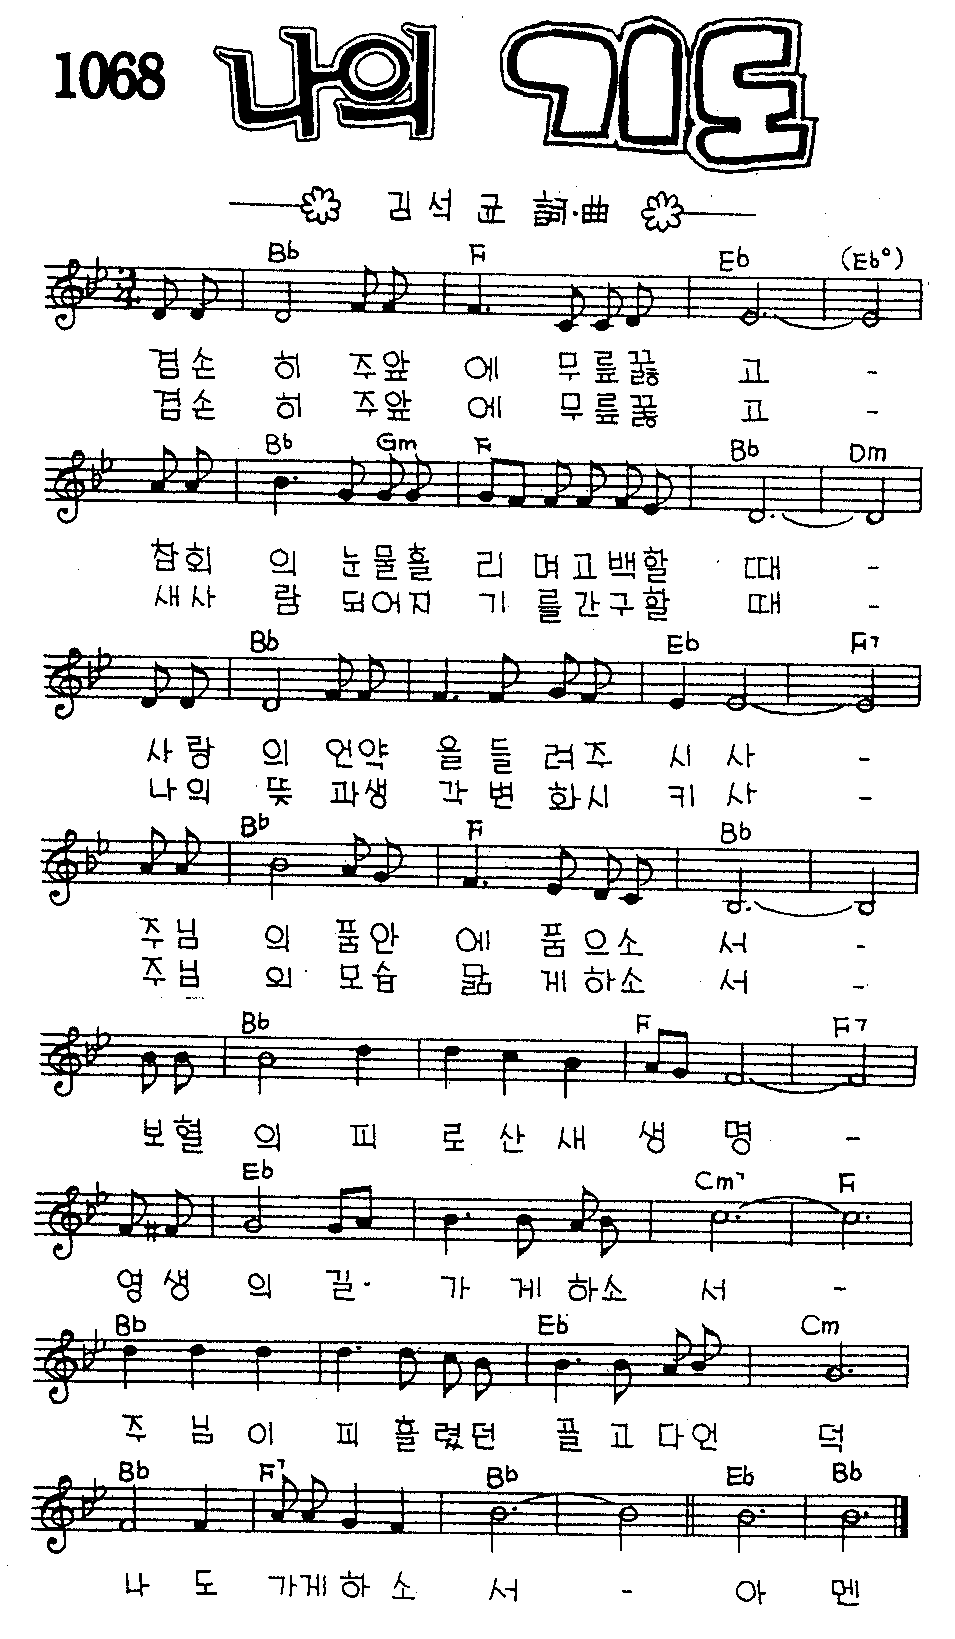 1068 나의 기도
김석균 詞·曲
Bb F Eb (Eb°)
겸손 히 주앞 에 무릎꿇 고 -
겸손 히 주앞 에 무릎꿇 고 -
Bb Gm F Bb Dm
참회 의 눈물흘 리 며고백할 때 -
새사 람 되어지 기 를간구할 때 -
Bb Eb F7
사랑 의 언약 을 들 려주 시 사 -
나의 뜻 과생 각 변 화시 키 사 -
Bb F Bb
주님 의 품안 에 품으소 서 -
주님 의 모습 닮 게하소 서 -
Bb F F7
보혈 의 피 로 산 새 생 명 -
Eb Cm7 F
영생 의 길· 가 게 하소 서 -
Bb Eb Cm
주 님 이 피 흘렸던 골 고 다언 덕
Bb F7 Bb Eb Bb
나 도 가게하 소 서 - 아 멘